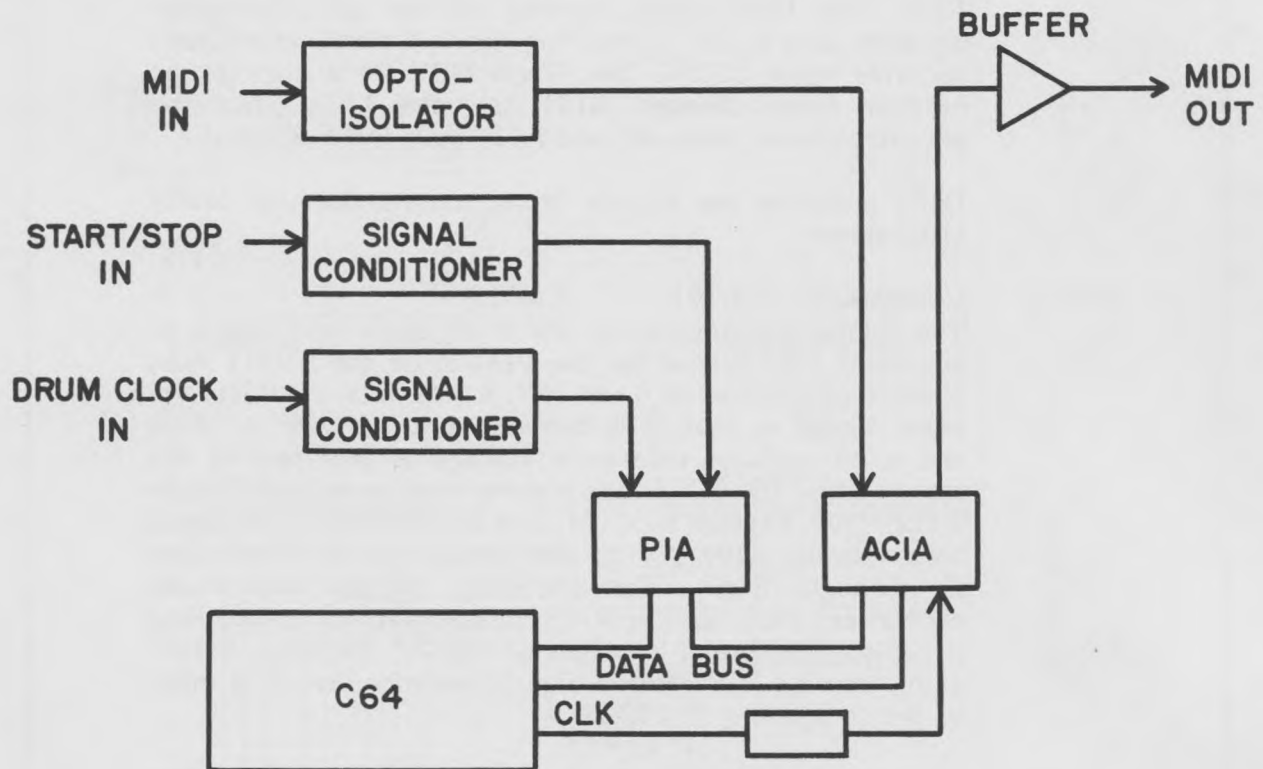 BUFFER
MIDI
IN
OPTO-
ISOLATOR
MIDI
OUT
START/STOP
IN
SIGNAL
CONDITIONER
DRUM CLOCK
IN
SIGNAL
CONDITIONER
PIA
ACIA
DATA BUS
C64
CLK